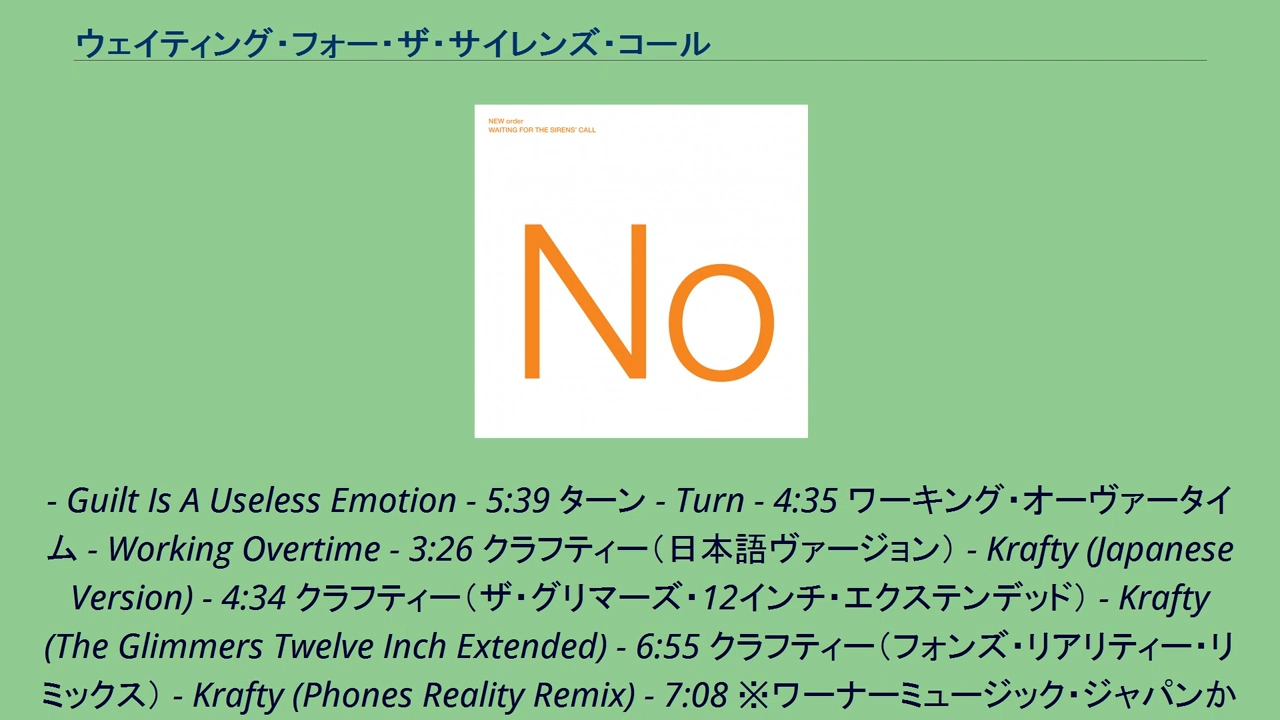 ウェイティング・フォー・ザ・サイレンズ・コール
NEW order
WAITING FOR THE SIRENS' CALL
No
- Guilt Is A Useless Emotion - 5:39 ターン - Turn - 4:35 ワーキング・オーヴァータイ
ム - Working Overtime - 3:26 クラフティー（日本語ヴァージョン） - Krafty (Japanese
Version) - 4:34 クラフティー（ザ・グリマーズ・12インチ・エクステンデッド） - Krafty
(The Glimmers Twelve Inch Extended) - 6:55 クラフティー（フォンズ・リアリティー・リ
ミックス） - Krafty (Phones Reality Remix) - 7:08 ※ワーナーミュージック・ジャパンか